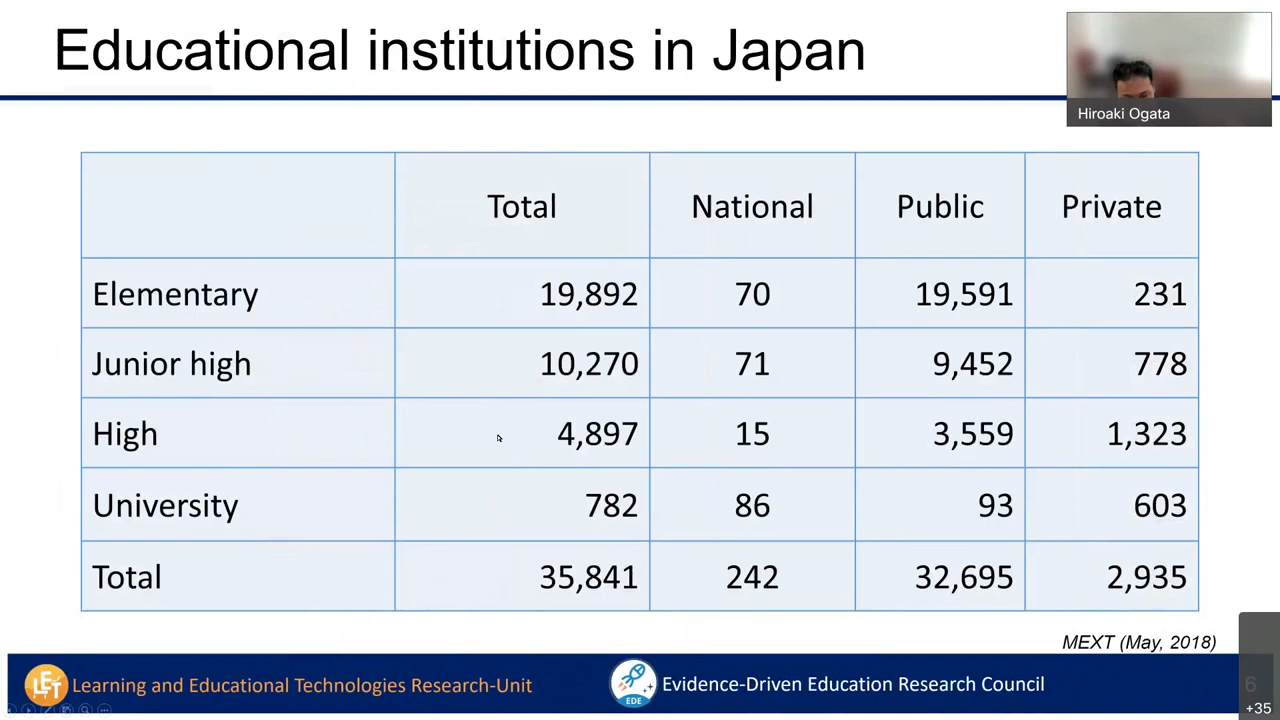 Educational institutions in Japan
Hiroaki Ogata
Total National Public Private
Elementary 19,892 70 19,591 231
Junior high 10,270 71 9,452 778
High 4,897 15 3,559 1,323
University 782 86 93 603
Total 35,841 242 32,695 2,935
MEXT (May, 2018)
LET Learning and Educational Technologies Research-Unit
EDE Evidence-Driven Education Research Council
6
+35